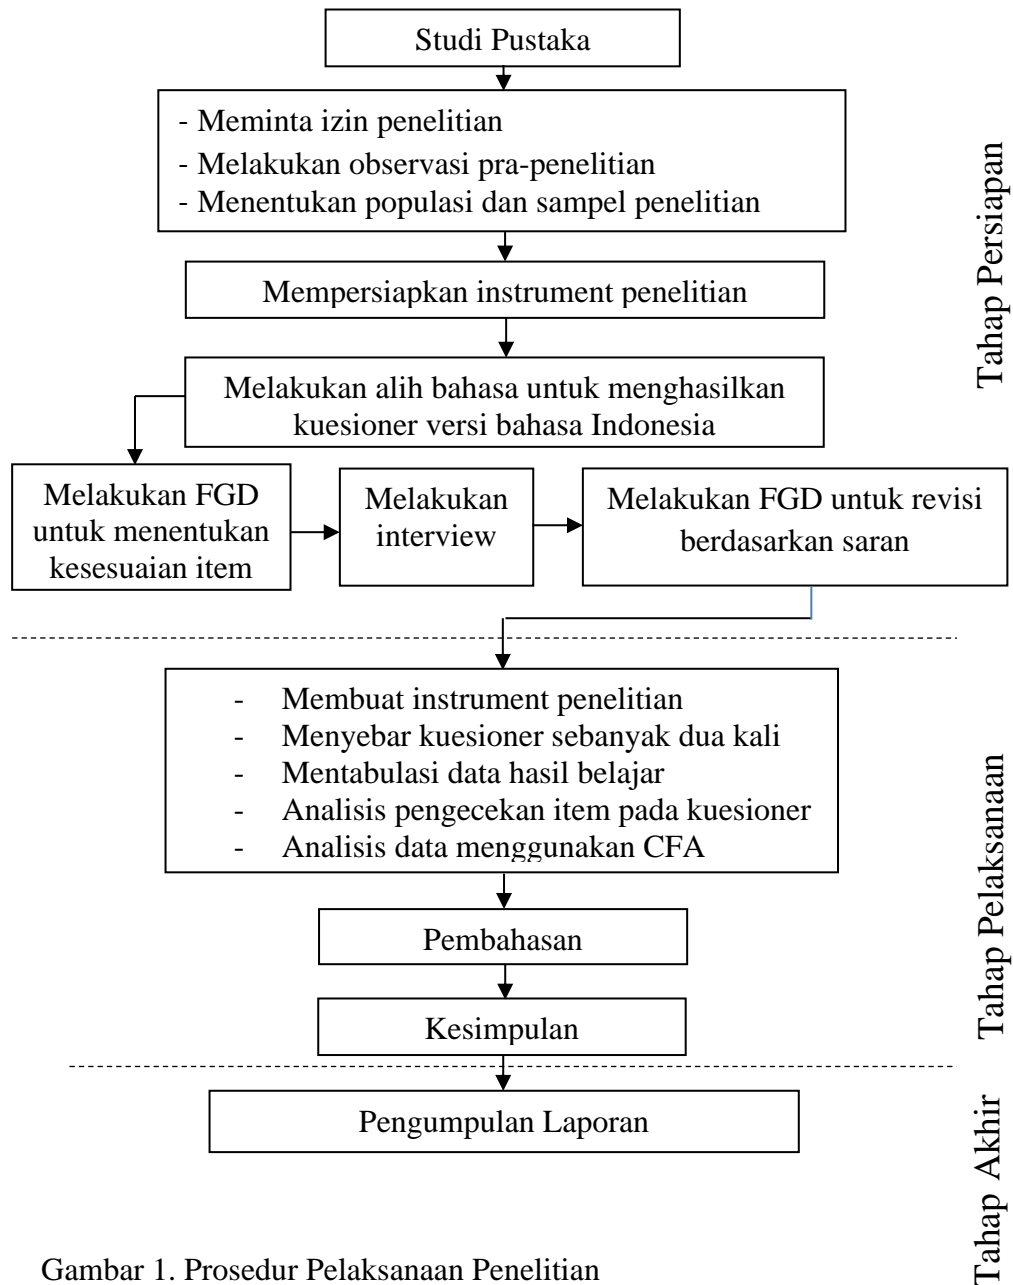 Studi Pustaka
- Meminta izin penelitian
- Melakukan observasi pra-penelitian
- Menentukan populasi dan sampel penelitian
Tahap Persiapan
Mempersiapkan instrument penelitian
Melakukan alih bahasa untuk menghasilkan
kuesioner versi bahasa Indonesia
Melakukan FGD
untuk menentukan
kesesuaian item
Melakukan
interview
Melakukan FGD untuk revisi
berdasarkan saran
- Membuat instrument penelitian
- Menyebar kuesioner sebanyak dua kali
- Mentabulasi data hasil belajar
- Analisis pengecekan item pada kuesioner
- Analisis data menggunakan CFA
Tahap Pelaksanaan
Pembahasan
Kesimpulan
Pengumpulan Laporan
Tahap Akhir
Gambar 1. Prosedur Pelaksanaan Penelitian